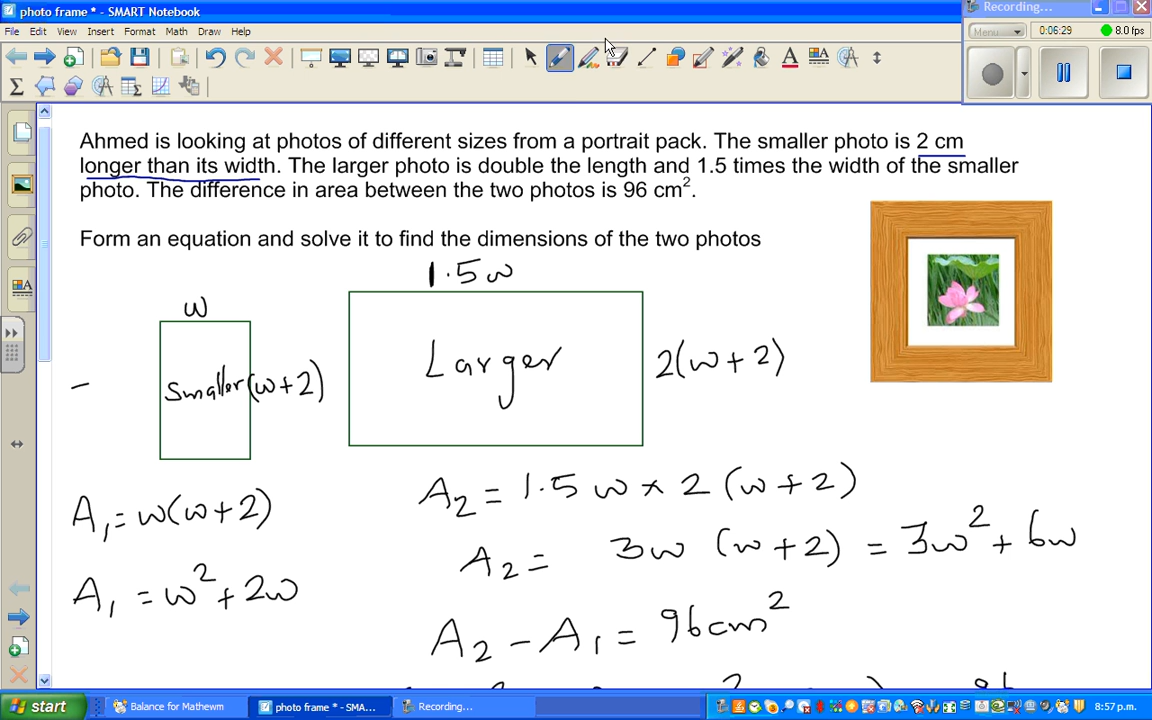 photo frame * - SMART Notebook
Recording...
File Edit View Insert Format Math Draw Help
Menu
0:06:29
8.0 fps
Ahmed is looking at photos of different sizes from a portrait pack. The smaller photo is 2 cm
longer than its width. The larger photo is double the length and 1.5 times the width of the smaller
photo. The difference in area between the two photos is 96 cm².
Form an equation and solve it to find the dimensions of the two photos
1.5w
w
Larger
2(w+2)
smaller (w+2)
A₁ = w(w+2)
A₂ = 1.5 w × 2 (w+2)
A₂ = 3w (w+2) = 3w² + 6w
A₁ = w² + 2w
A₂ - A₁ = 96cm²
start
Balance for Mathewm
photo frame * - SMA...
Recording...
8:57 p.m.